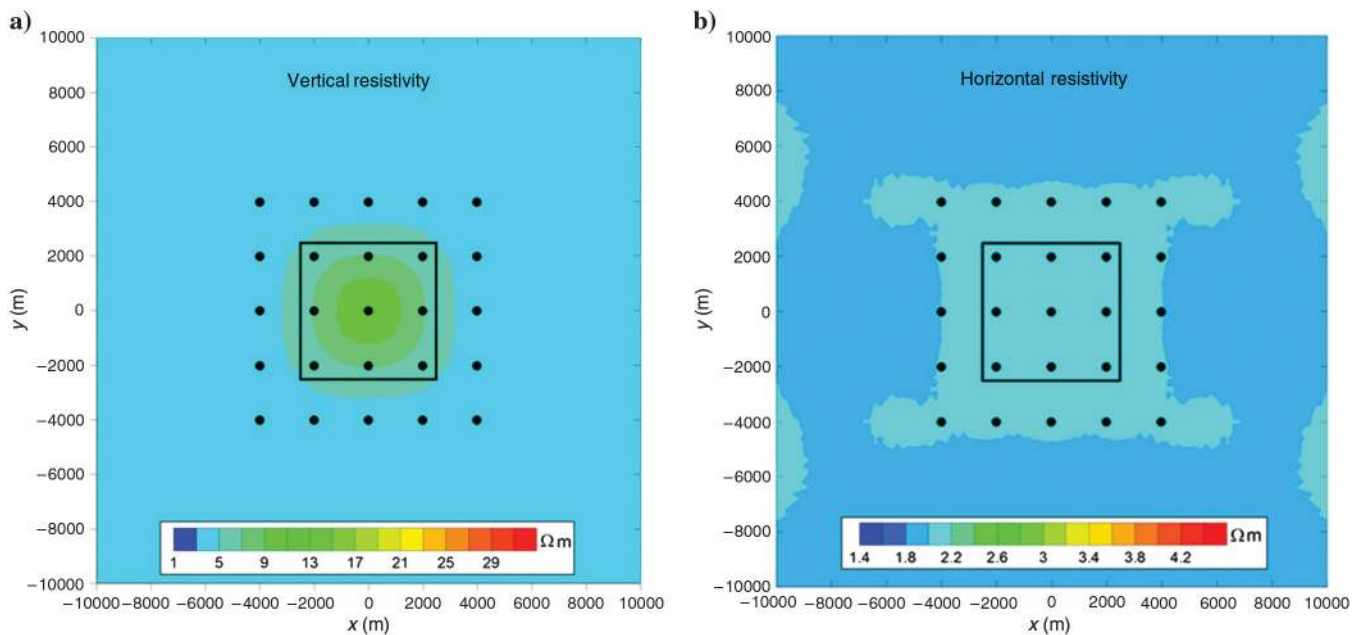 a)
Vertical resistivity
10000
8000
6000
4000
2000
0
−2000
−4000
−6000
−8000
−10000
y (m)
1 5 9 13 17 21 25 29 Ωm
−10000 −8000 −6000 −4000 −2000 0 2000 4000 6000 8000 10000
x (m)
b)
Horizontal resistivity
10000
8000
6000
4000
2000
0
−2000
−4000
−6000
−8000
−10000
y (m)
1.4 1.8 2.2 2.6 3 3.4 3.8 4.2 Ωm
−10000 −8000 −6000 −4000 −2000 0 2000 4000 6000 8000 10000
x (m)